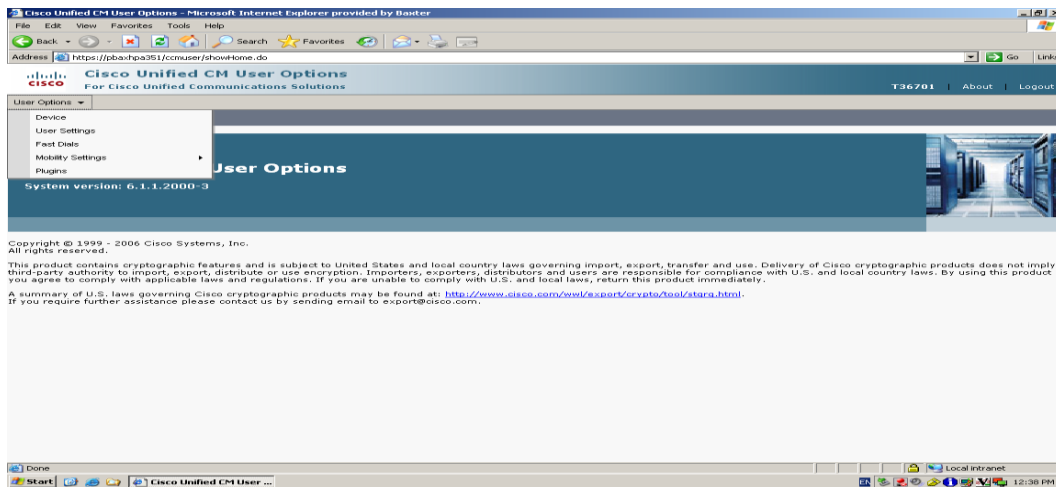 Cisco Unified CM User Options - Microsoft Internet Explorer provided by Baxter
File Edit View Favorites Tools Help
Back Search Favorites
Address https://pbaxhpa351/ccmuser/showHome.do Go Links
cisco
Cisco Unified CM User Options
For Cisco Unified Communications Solutions
T36701 | About | Logout
User Options
Device
User Settings
Fast Dials
Mobility Settings
Plugins
User Options
System version: 6.1.1.2000-3
Copyright © 1999 - 2006 Cisco Systems, Inc.
All rights reserved.
This product contains cryptographic features and is subject to United States and local country laws governing import, export, transfer and use. Delivery of Cisco cryptographic products does not imply
third-party authority to import, export, distribute or use encryption. Importers, exporters, distributors and users are responsible for compliance with U.S. and local country laws. By using this product
you agree to comply with applicable laws and regulations. If you are unable to comply with U.S. and local laws, return this product immediately.
A summary of U.S. laws governing Cisco cryptographic products may be found at: http://www.cisco.com/wwl/export/crypto/tool/stqrg.html.
If you require further assistance please contact us by sending email to export@cisco.com.
Done
Local intranet
Start
Cisco Unified CM User ...
EN
12:38 PM